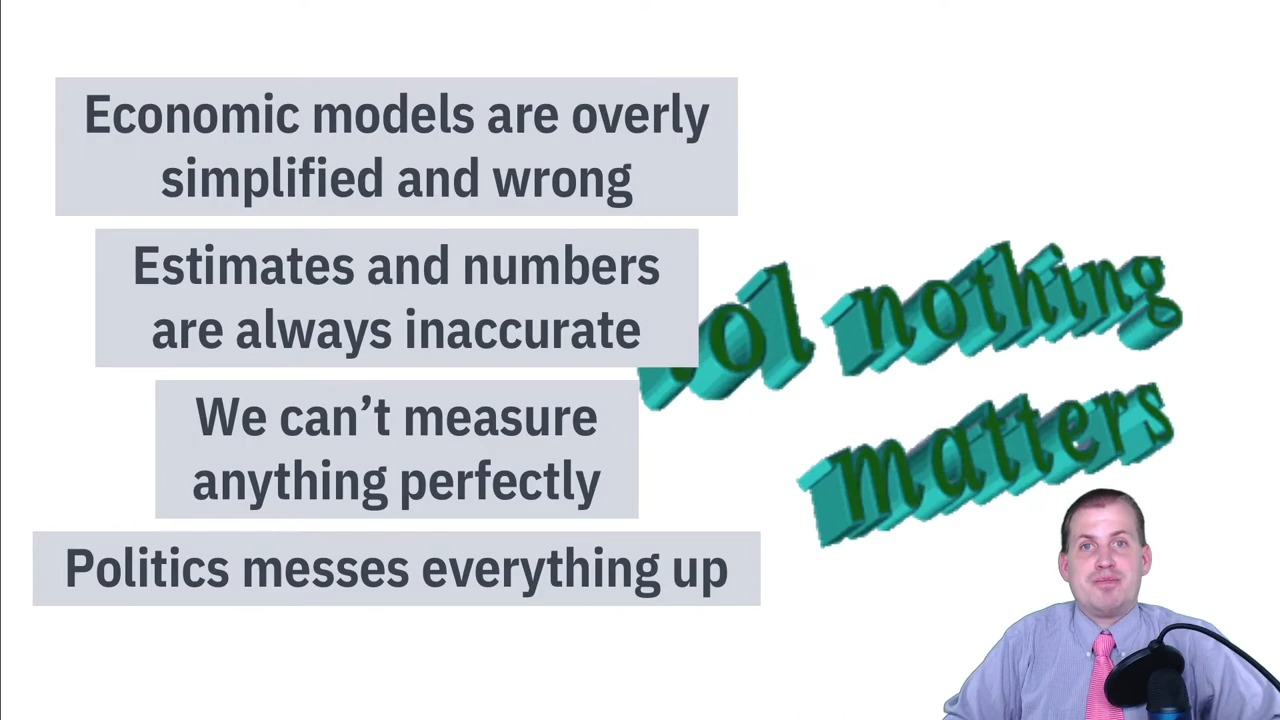 Economic models are overly
simplified and wrong
Estimates and numbers
are always inaccurate
We can’t measure
anything perfectly
Politics messes everything up
lol nothing
matters